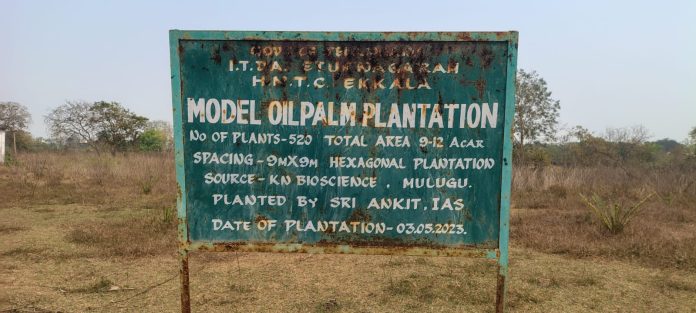 I.T.D.A. ETURNAGARAM
H.N.T.C. EKKALA
MODEL OILPALM PLANTATION
NO OF PLANTS-520 TOTAL AREA 9-12 ACAR
SPACING-9MX9M HEXAGONAL PLANTATION
SOURCE-KN BIOSCIENCE, MULUGU.
PLANTED BY SRI ANKIT, IAS
DATE OF PLANTATION-03.05.2023.